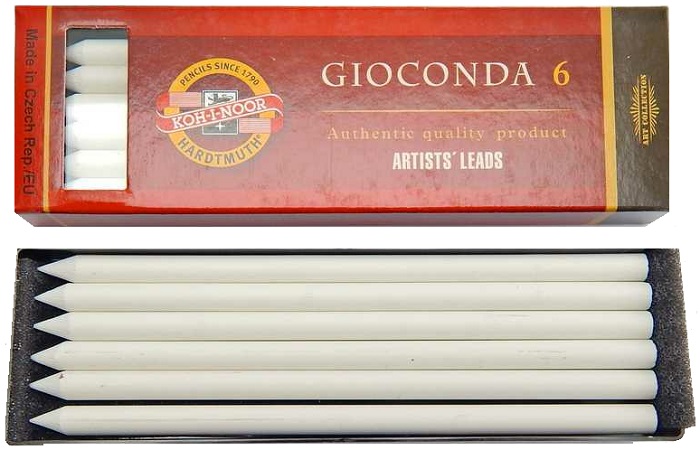 Made in Czech Rep./EU
PENCILS SINCE 1790
KOH-I-NOOR
HARDTMUTH®
GIOCONDA 6
Authentic quality product
ARTISTS´ LEADS
ART COLLECTION